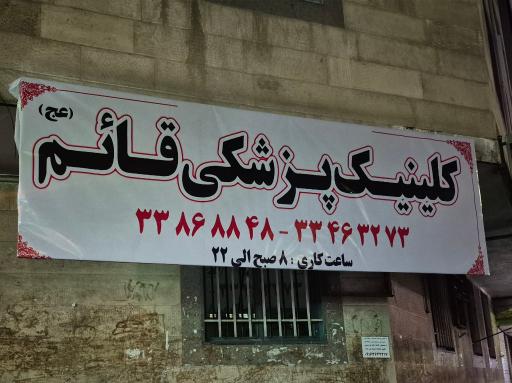 کلینیک پزشکی قائم (عج)
۳۳۸۶۸۸۴۸ - ۳۳۴۶۳۲۷۳
ساعت کاری : ۸ صبح الی ۲۲